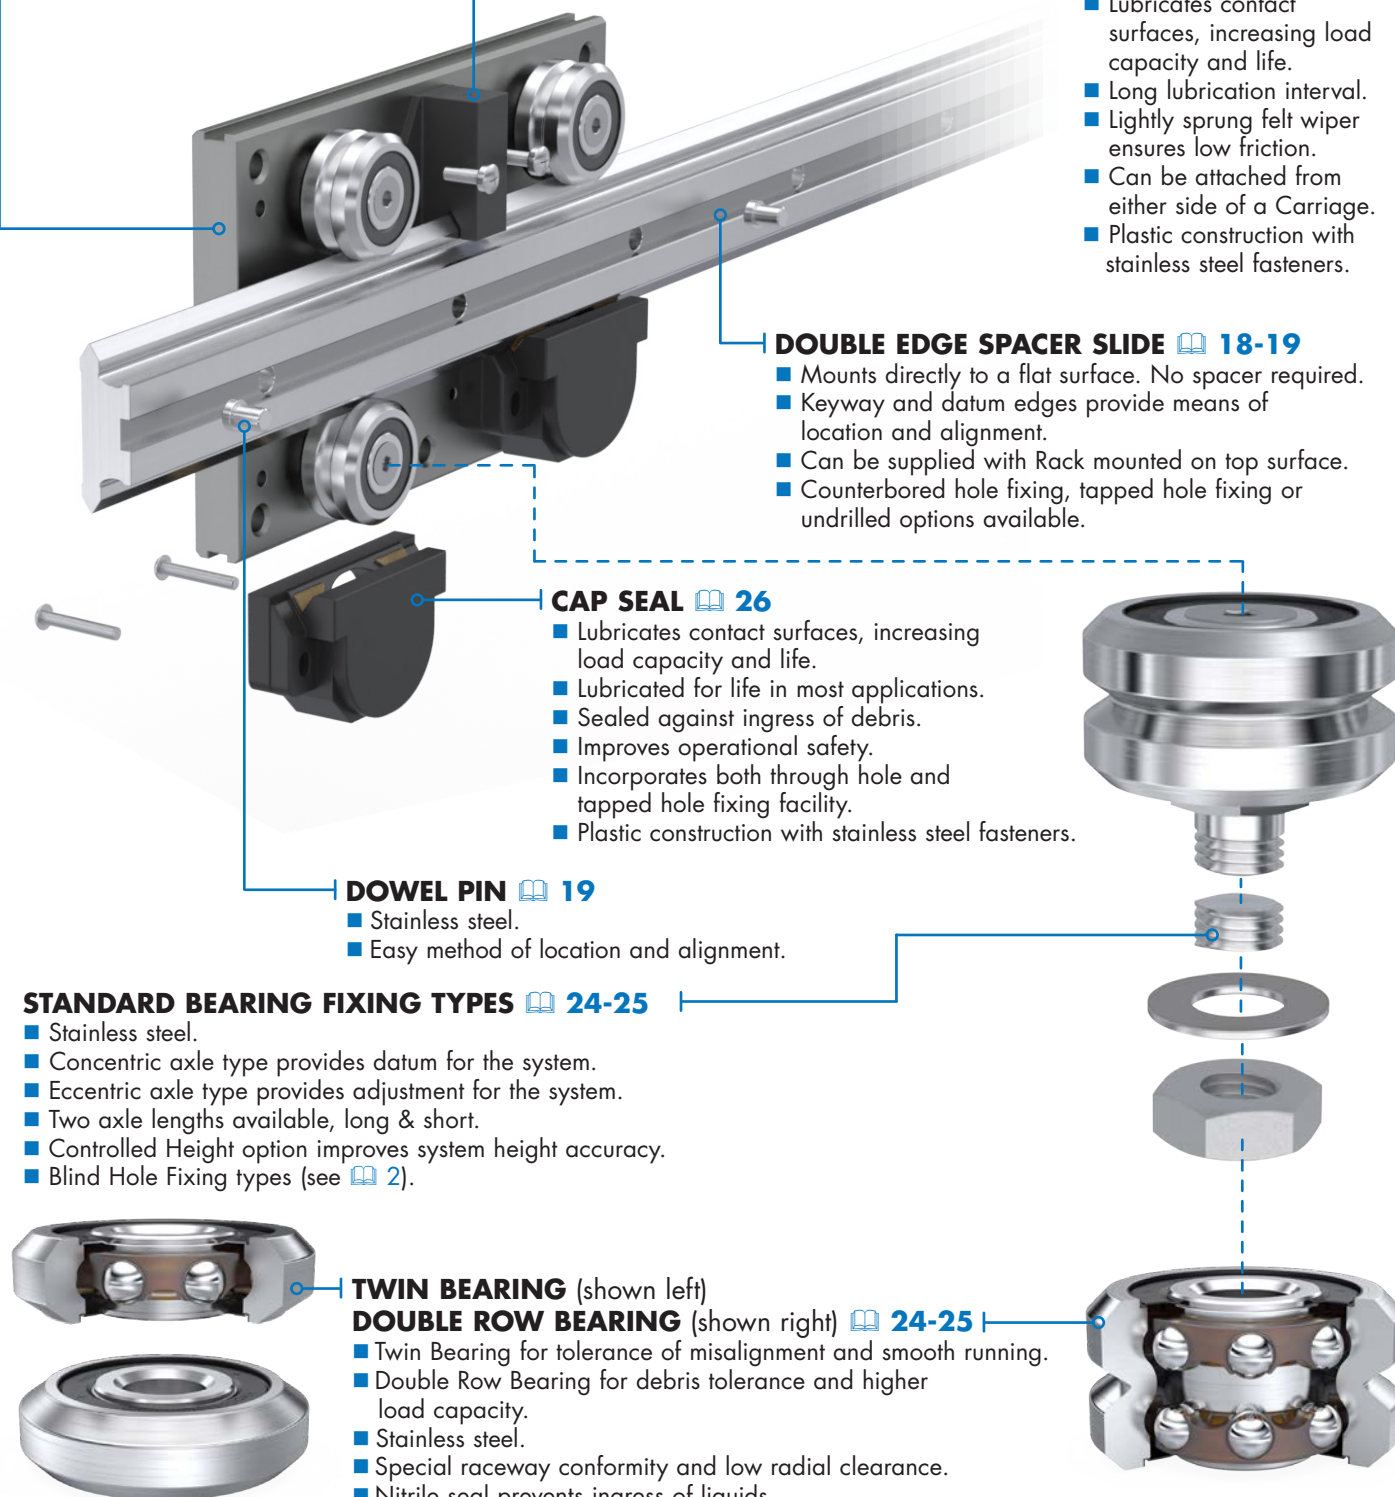 Lubricates contact
surfaces, increasing load
capacity and life.
Long lubrication interval.
Lightly sprung felt wiper
ensures low friction.
Can be attached from
either side of a Carriage.
Plastic construction with
stainless steel fasteners.
DOUBLE EDGE SPACER SLIDE 18-19
Mounts directly to a flat surface. No spacer required.
Keyway and datum edges provide means of
location and alignment.
Can be supplied with Rack mounted on top surface.
Counterbored hole fixing, tapped hole fixing or
undrilled options available.
CAP SEAL 26
Lubricates contact surfaces, increasing
load capacity and life.
Lubricated for life in most applications.
Sealed against ingress of debris.
Improves operational safety.
Incorporates both through hole and
tapped hole fixing facility.
Plastic construction with stainless steel fasteners.
DOWEL PIN 19
Stainless steel.
Easy method of location and alignment.
STANDARD BEARING FIXING TYPES 24-25
Stainless steel.
Concentric axle type provides datum for the system.
Eccentric axle type provides adjustment for the system.
Two axle lengths available, long & short.
Controlled Height option improves system height accuracy.
Blind Hole Fixing types (see 2).
TWIN BEARING (shown left)
DOUBLE ROW BEARING (shown right) 24-25
Twin Bearing for tolerance of misalignment and smooth running.
Double Row Bearing for debris tolerance and higher
load capacity.
Stainless steel.
Special raceway conformity and low radial clearance.
Nitrile seal prevents ingress of liquids